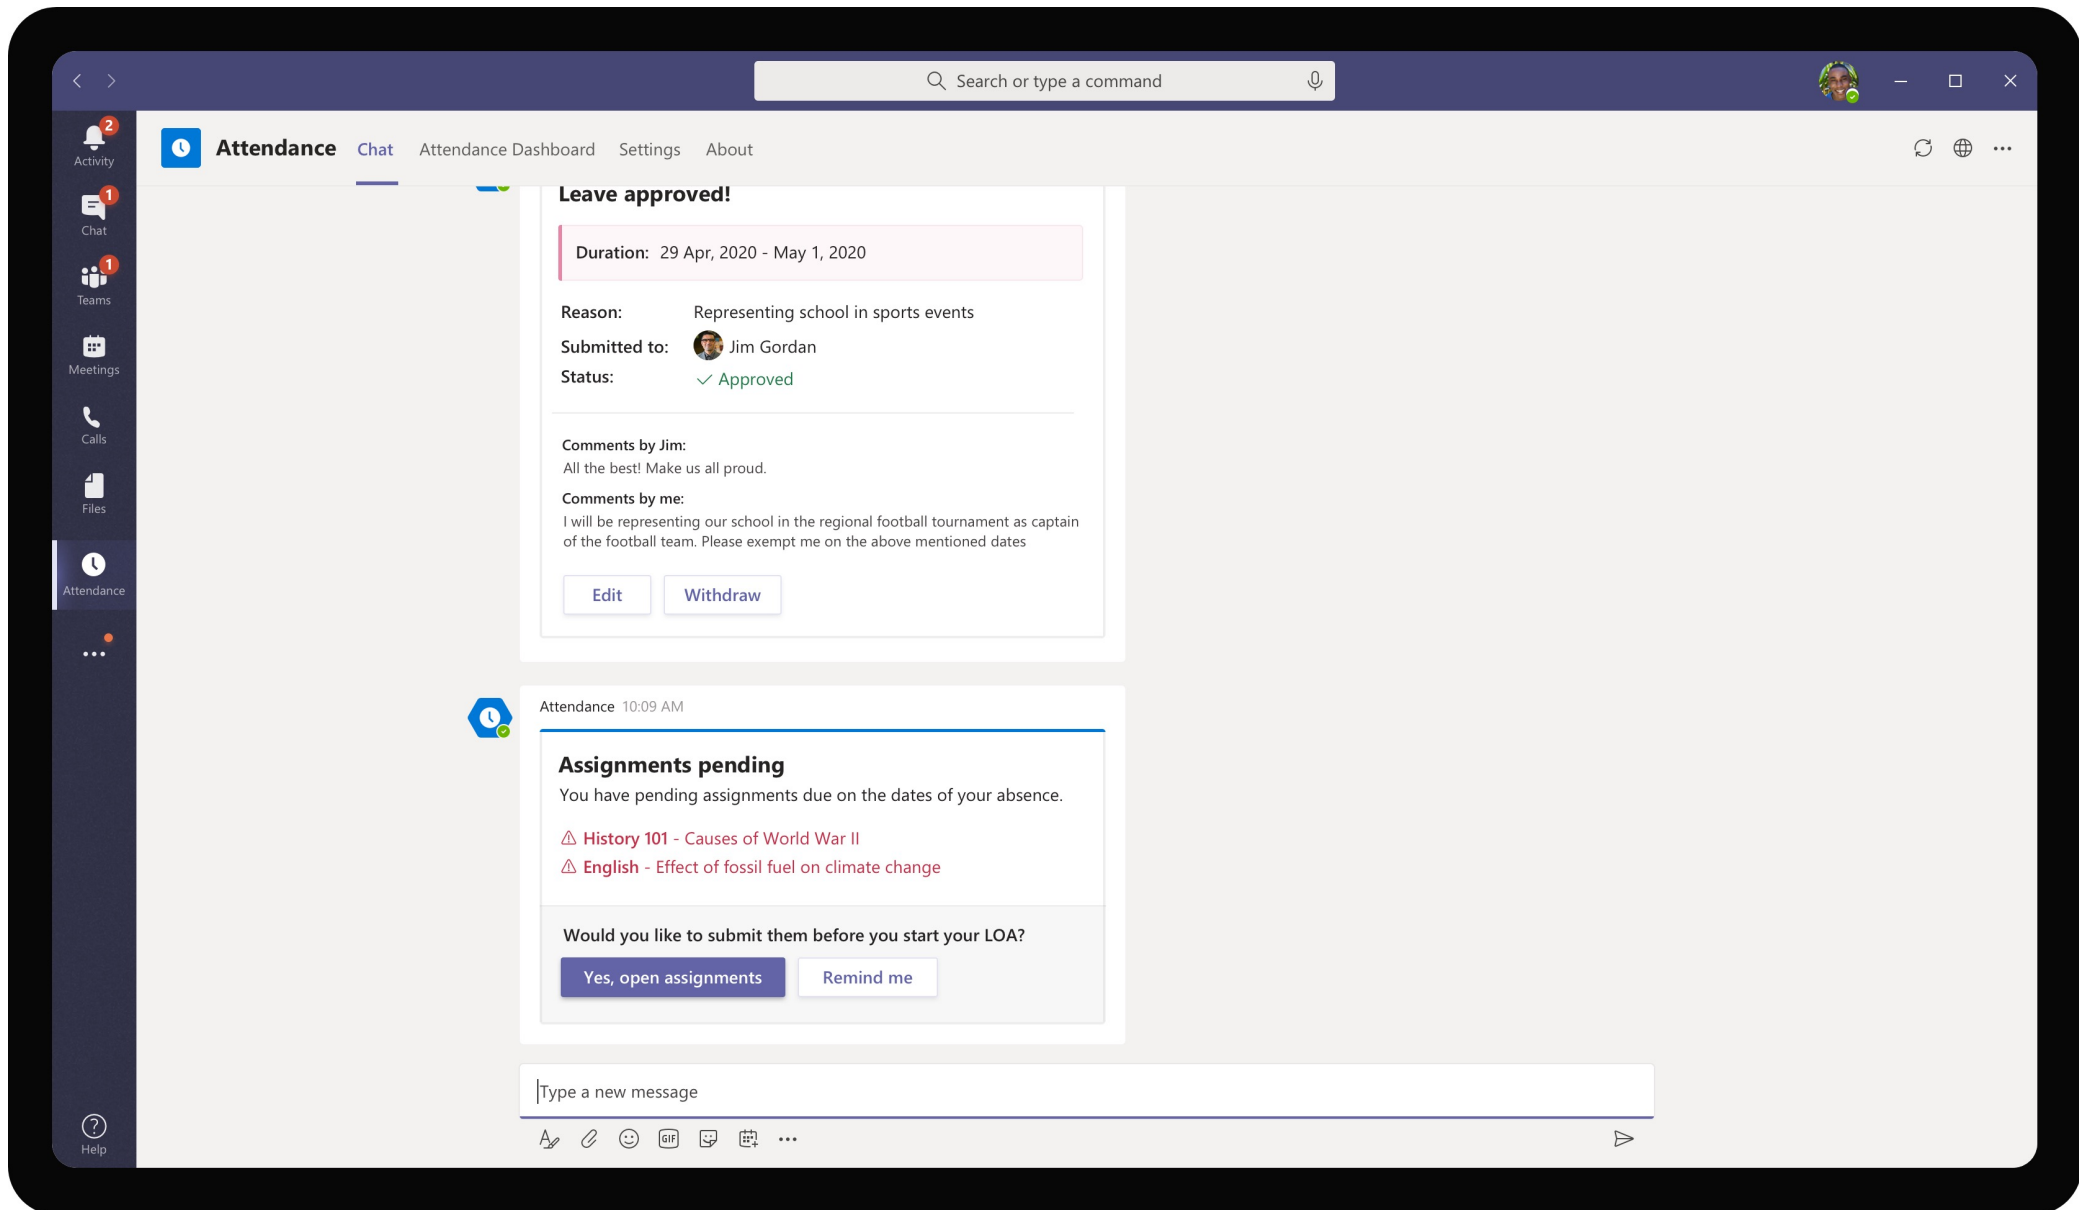 Search or type a command
2
Activity
1
Chat
1
Teams
Meetings
Calls
Files
Attendance
Help
Attendance Chat Attendance Dashboard Settings About
Leave approved!
Duration: 29 Apr, 2020 - May 1, 2020
Reason: Representing school in sports events
Submitted to: Jim Gordan
Status: Approved
Comments by Jim:
All the best! Make us all proud.
Comments by me:
I will be representing our school in the regional football tournament as captain
of the football team. Please exempt me on the above mentioned dates
Edit Withdraw
Attendance 10:09 AM
Assignments pending
You have pending assignments due on the dates of your absence.
History 101 - Causes of World War II
English - Effect of fossil fuel on climate change
Would you like to submit them before you start your LOA?
Yes, open assignments Remind me
Type a new message
GIF